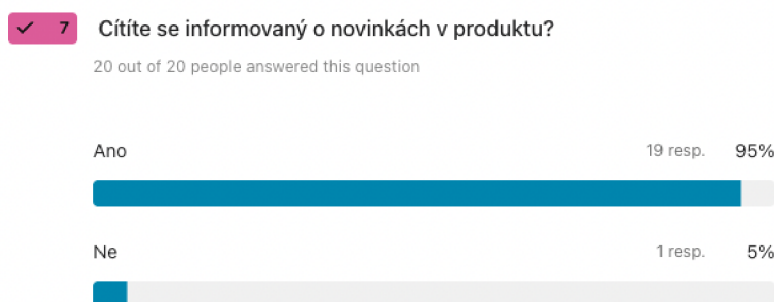 7 Cítíte se informovaný o novinkách v produktu?
20 out of 20 people answered this question
Ano 19 resp. 95%
Ne 1 resp. 5%